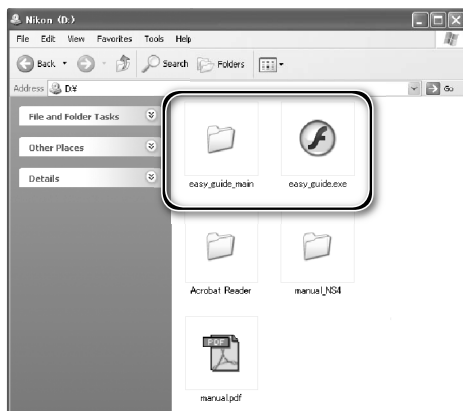 Nikon (D:)
File Edit View Favorites Tools Help
Back Search Folders
Address D:¥ Go
File and Folder Tasks
Other Places
Details
easy_guide_main easy_guide.exe
Acrobat Reader manual_NS4
PDF
manual.pdf